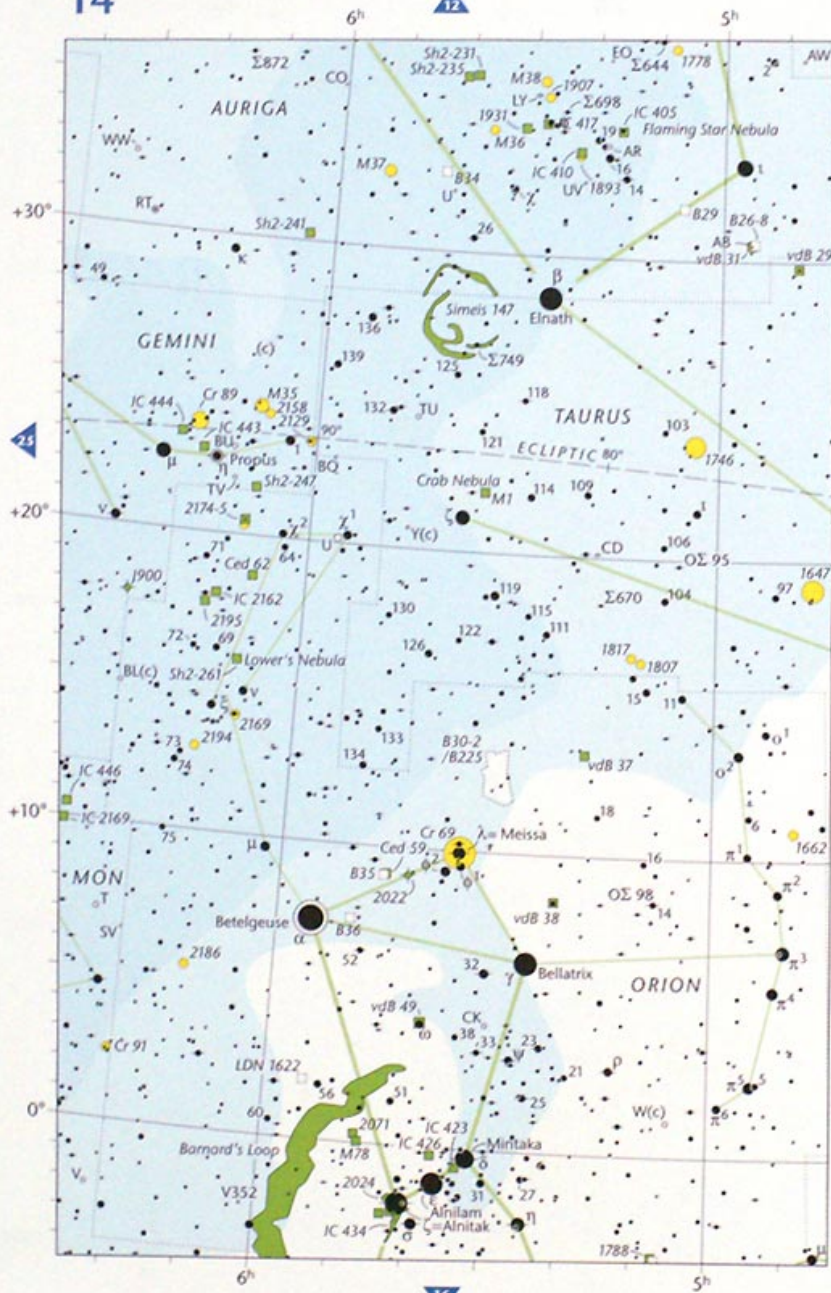 14
6h
12
5h
Σ872
CO
Sh2-231
Sh2-235
M38
1907
EO
Σ644
1778
2
AW
AURIGA
LY
Σ698
1931
IC 417
19
IC 405
Flaming Star Nebula
WW
M36
AR
M37
B34
IC 410
16
U
χ
UV
1893
14
ι
RT
+30°
B29
B26-8
Sh2-241
26
AB
vdB 31
vdB 29
κ
49
β
Simeis 147
Elnath
136
GEMINI
(c)
139
Σ749
125
Cr 89
M35
118
IC 444
2158
132
TU
TAURUS
IC 443
2129
103
25
BU
90°
121
ECLIPTIC
80°
1
1746
μ
η
Propus
BQ
Crab Nebula
TV
Sh2-247
M1
114
109
ι
2174-5
ζ
ν
+20°
χ2
χ1
Y(c)
U
CD
106
71
64
OΣ 95
Ced 62
1647
J900
119
97
IC 2162
Σ670
104
2195
130
115
72
69
122
111
126
1817
Lower's Nebula
1807
BL(c)
Sh2-261
15
11
ξ
ν
2169
133
B30-2
/B225
ο1
73
2194
74
134
vdB 37
ο2
IC 446
+10°
18
6
IC 2169
Cr 69
λ= Meissa
75
Ced 59
μ
φ2
φ1
16
π1
1662
MON
B35
2022
OΣ 98
π2
T
14
Betelgeuse
B36
vdB 38
SV
α
52
32
γ
Bellatrix
π3
2186
ORION
π4
vdB 49
CK
ω
38
33
23
Cr 91
ψ
LDN 1622
ρ
21
π5
5
56
51
25
π6
0°
60
W(c)
2071
IC 423
IC 426
Mintaka
Barnard's Loop
M78
δ
V
2024
ε
31
27
V352
Alnilam
ζ=Alnitak
η
IC 434
σ
1788
μ
6h
5h
16